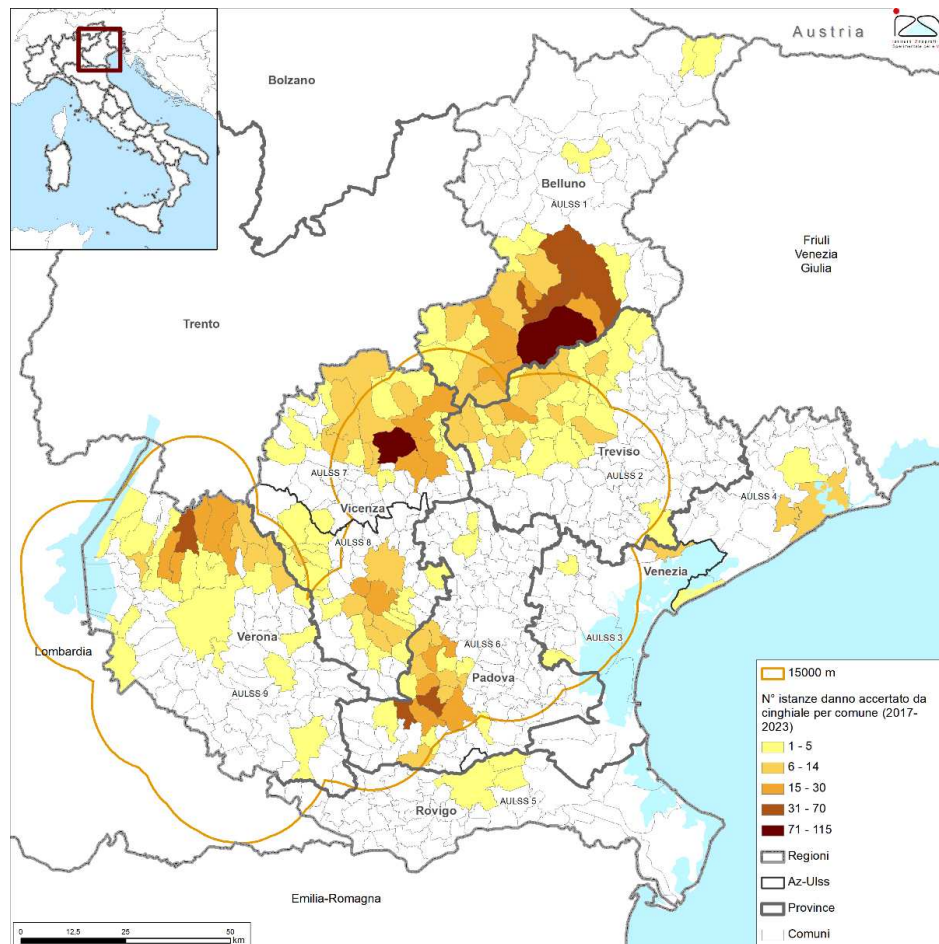 Austria
Bolzano
Belluno
AULSS 1
Friuli
Venezia
Giulia
Trento
Treviso
AULSS 2
AULSS 7
AULSS 4
Vicenza
AULSS 8
Venezia
Verona
AULSS 6
AULSS 3
Lombardia
Padova
AULSS 9
Rovigo
AULSS 5
Emilia-Romagna
15000 m
N° istanze danno accertato da
cinghiale per comune (2017-
2023)
1 - 5
6 - 14
15 - 30
31 - 70
71 - 115
Regioni
Az-Ulss
Province
Comuni
0 12,5 25 50
km